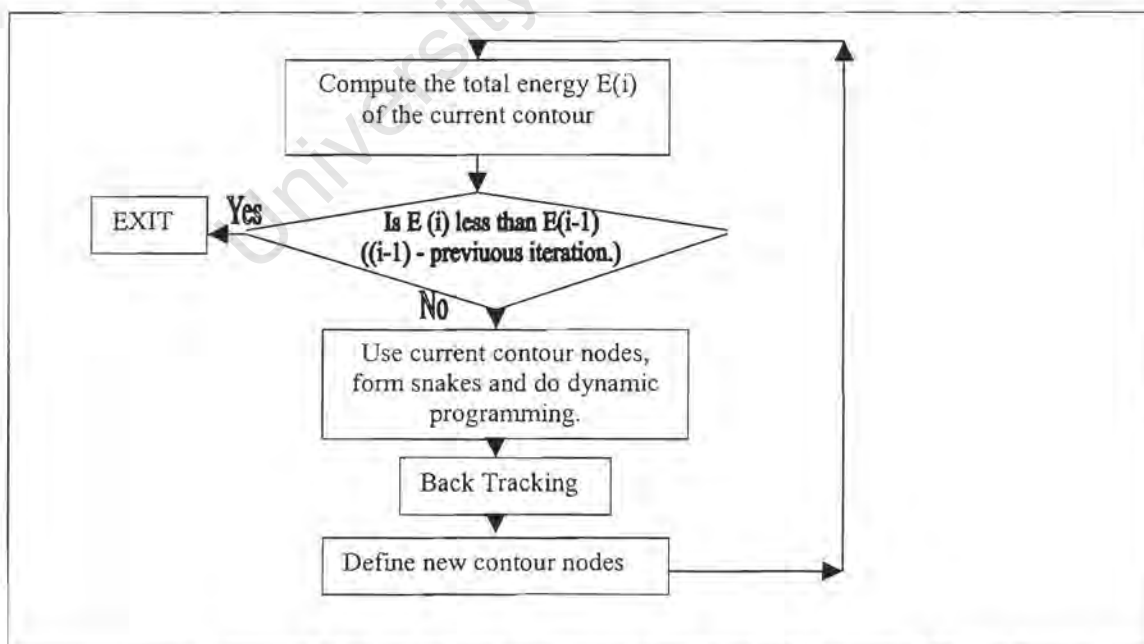 University
Compute the total energy E(i)
of the current contour
EXIT
Yes
Is E (i) less than E(i-1)
((i-1) - previuous iteration.)
No
Use current contour nodes,
form snakes and do dynamic
programming.
Back Tracking
Define new contour nodes